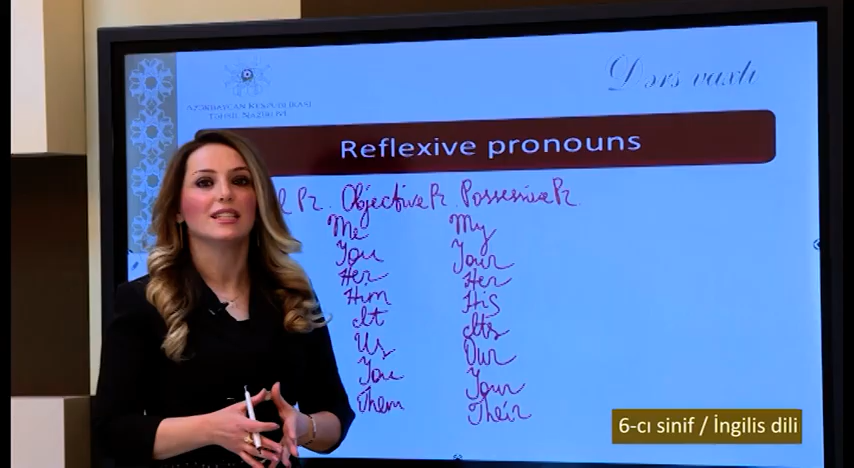 Dərs vaxtı
AZƏRBAYCAN RESPUBLİKASI
TƏHSİL NAZİRLİYİ
Reflexive pronouns
l Pr. Objective Pr. Possessive Pr.
Me My
You Your
Her Her
Him His
It Its
Us Our
You Your
Them Their
6-cı sinif / İngilis dili